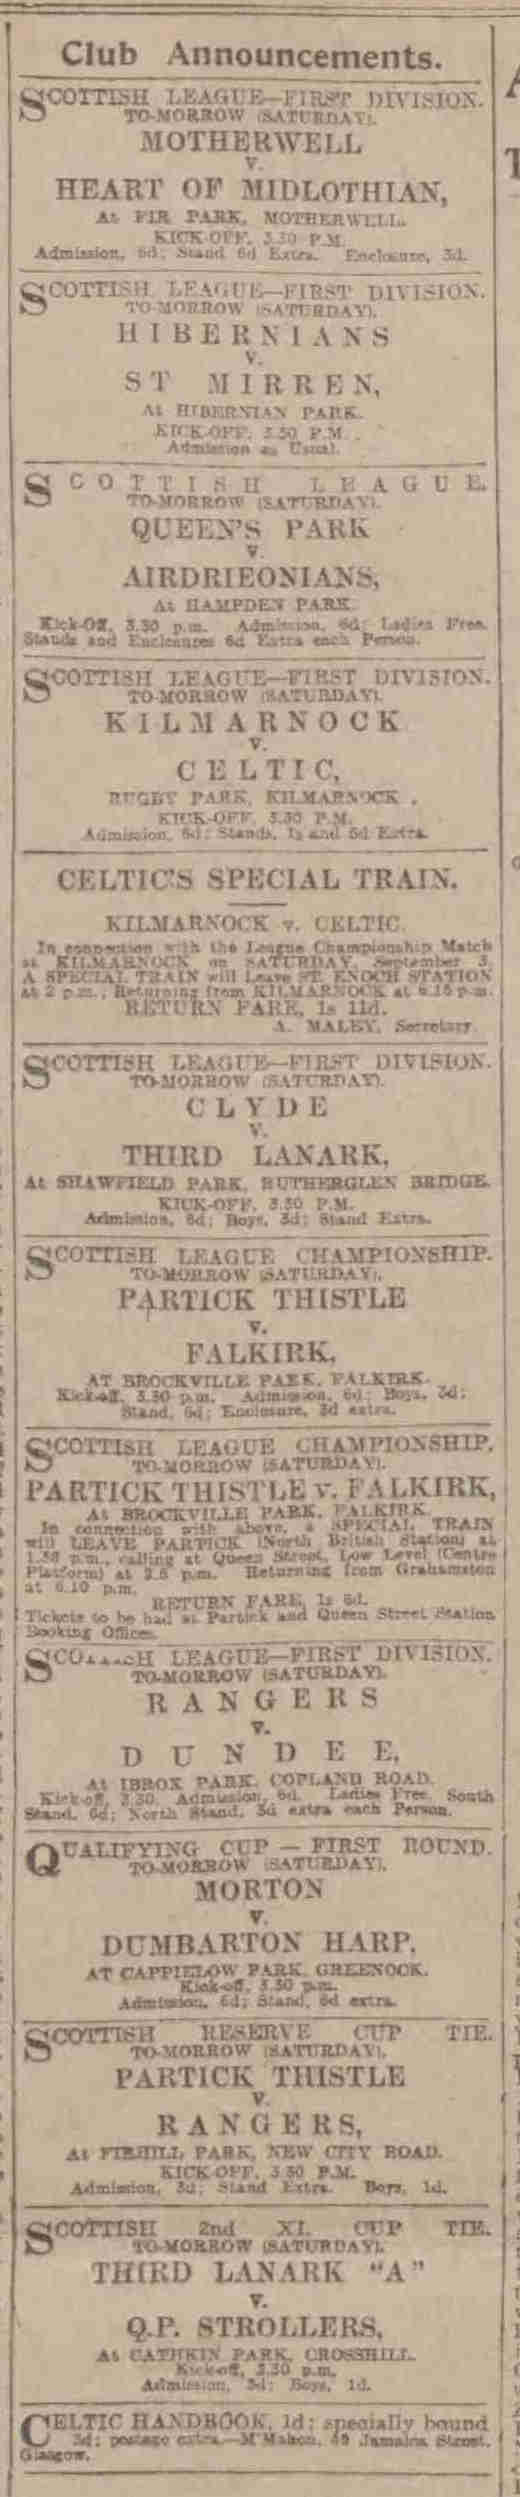 Club Announcements.
SCOTTISH LEAGUE—FIRST DIVISION.
TO-MORROW (SATURDAY).
MOTHERWELL
v.
HEART OF MIDLOTHIAN,
At FIR PARK, MOTHERWELL.
KICK-OFF, 3.30 P.M.
Admission, 6d; Stand 6d Extra. Enclosure, 3d.
SCOTTISH LEAGUE—FIRST DIVISION.
TO-MORROW (SATURDAY).
HIBERNIANS
v.
ST MIRREN,
At HIBERNIAN PARK.
KICK-OFF, 3.30 P.M.
Admission as Usual.
SCOTTISH LEAGUE.
TO-MORROW (SATURDAY).
QUEEN'S PARK
v.
AIRDRIEONIANS,
At HAMPDEN PARK.
Kick-Off, 3.30 p.m. Admission, 6d; Ladies Free.
Stands and Enclosures 6d Extra each Person.
SCOTTISH LEAGUE—FIRST DIVISION.
TO-MORROW (SATURDAY).
KILMARNOCK
v.
CELTIC,
RUGBY PARK, KILMARNOCK.
KICK-OFF, 3.30 P.M.
Admission, 6d; Stands, 1s and 6d Extra.
CELTIC'S SPECIAL TRAIN.
KILMARNOCK v. CELTIC.
In connection with the League Championship Match
at KILMARNOCK on SATURDAY, September 3,
A SPECIAL TRAIN will Leave ST. ENOCH STATION
at 2 p.m.; Returning from KILMARNOCK at 6.15 p.m.
RETURN FARE, 1s 11d.
A. MALEY, Secretary.
SCOTTISH LEAGUE—FIRST DIVISION.
TO-MORROW (SATURDAY).
CLYDE
v.
THIRD LANARK,
At SHAWFIELD PARK, RUTHERGLEN BRIDGE.
KICK-OFF, 3.30 P.M.
Admission, 6d; Boys, 3d; Stand Extra.
SCOTTISH LEAGUE CHAMPIONSHIP.
TO-MORROW (SATURDAY).
PARTICK THISTLE
v.
FALKIRK,
AT BROCKVILLE PARK, FALKIRK.
Kick-off, 3.30 p.m. Admission, 6d; Boys, 3d;
Stand, 6d; Enclosure, 3d extra.
SCOTTISH LEAGUE CHAMPIONSHIP.
TO-MORROW (SATURDAY).
PARTICK THISTLE v. FALKIRK,
At BROCKVILLE PARK, FALKIRK.
In connection with above, a SPECIAL TRAIN
will LEAVE PARTICK (North British Station) at
p.m., calling at Queen Street, Low Level (Centre
Platform) at p.m. Returning from Grahamston
at 6.10 p.m.
RETURN FARE, 1s 6d.
Tickets to be had at Partick and Queen Street Station
Booking Offices.
LEAGUE—FIRST DIVISION.
TO-MORROW (SATURDAY).
RANGERS
v.
DUNDEE,
At IBROX PARK, COPLAND ROAD.
Kick-off, 3.30. Admission, 6d. Ladies Free. South
Stand, 6d; North Stand, extra each Person.
QUALIFYING CUP — FIRST ROUND.
TO-MORROW (SATURDAY).
MORTON
v.
DUMBARTON HARP,
AT CAPPIELOW PARK, GREENOCK.
Kick-off, 3.30 p.m.
Admission, 6d; Stand, 6d extra.
SCOTTISH RESERVE CUP TIE.
TO-MORROW (SATURDAY).
PARTICK THISTLE
v.
RANGERS,
At FIRHILL PARK, NEW CITY ROAD.
KICK-OFF, 3.30 P.M.
Admission, 3d; Stand Extra. Boys, 1d.
SCOTTISH 2nd XI. CUP TIE.
TO-MORROW (SATURDAY).
THIRD LANARK "A"
v.
Q.P. STROLLERS,
At CATHKIN PARK, CROSSHILL.
Kick-off, 3.30 p.m.
Admission, 3d; Boys, 1d.
CELTIC HANDBOOK, 1d; specially bound
3d; postage extra.—M'Mahon, Jamaica Street,
Glasgow.